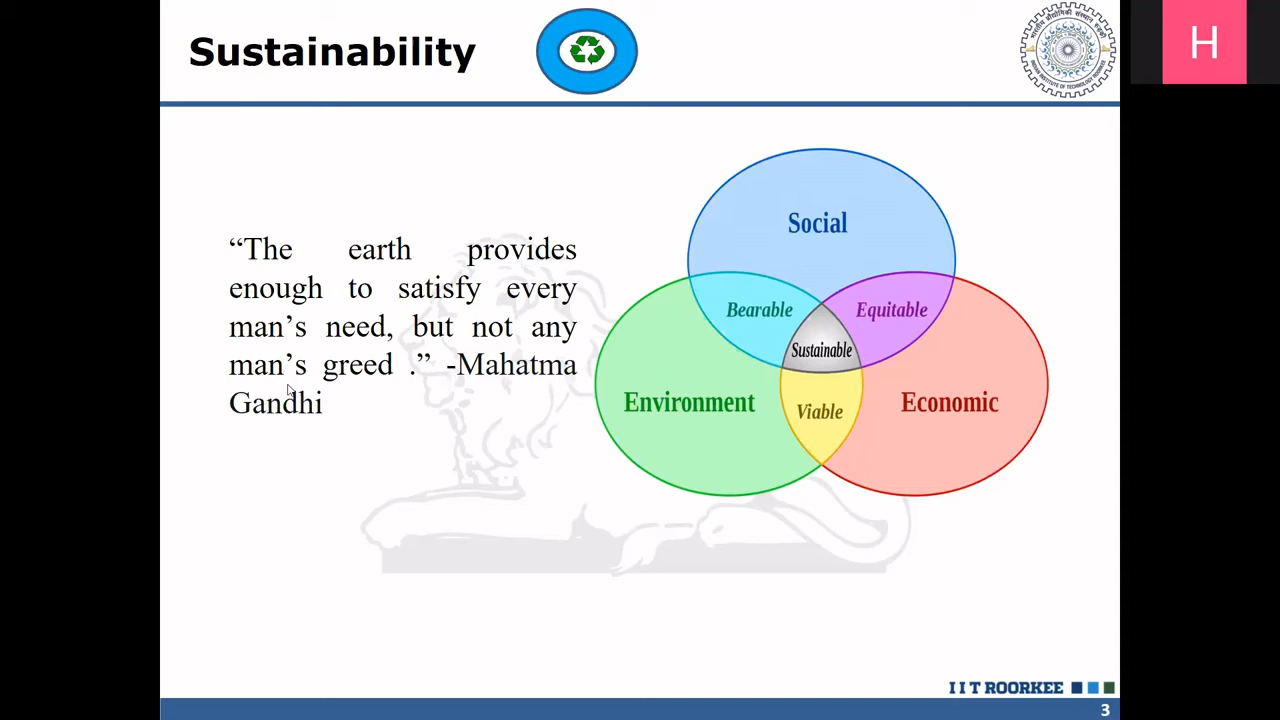 Sustainability
H
“The earth provides
enough to satisfy every
man’s need, but not any
man’s greed .” -Mahatma
Gandhi
Social
Bearable
Equitable
Sustainable
Environment
Viable
Economic
I I T ROORKEE
3